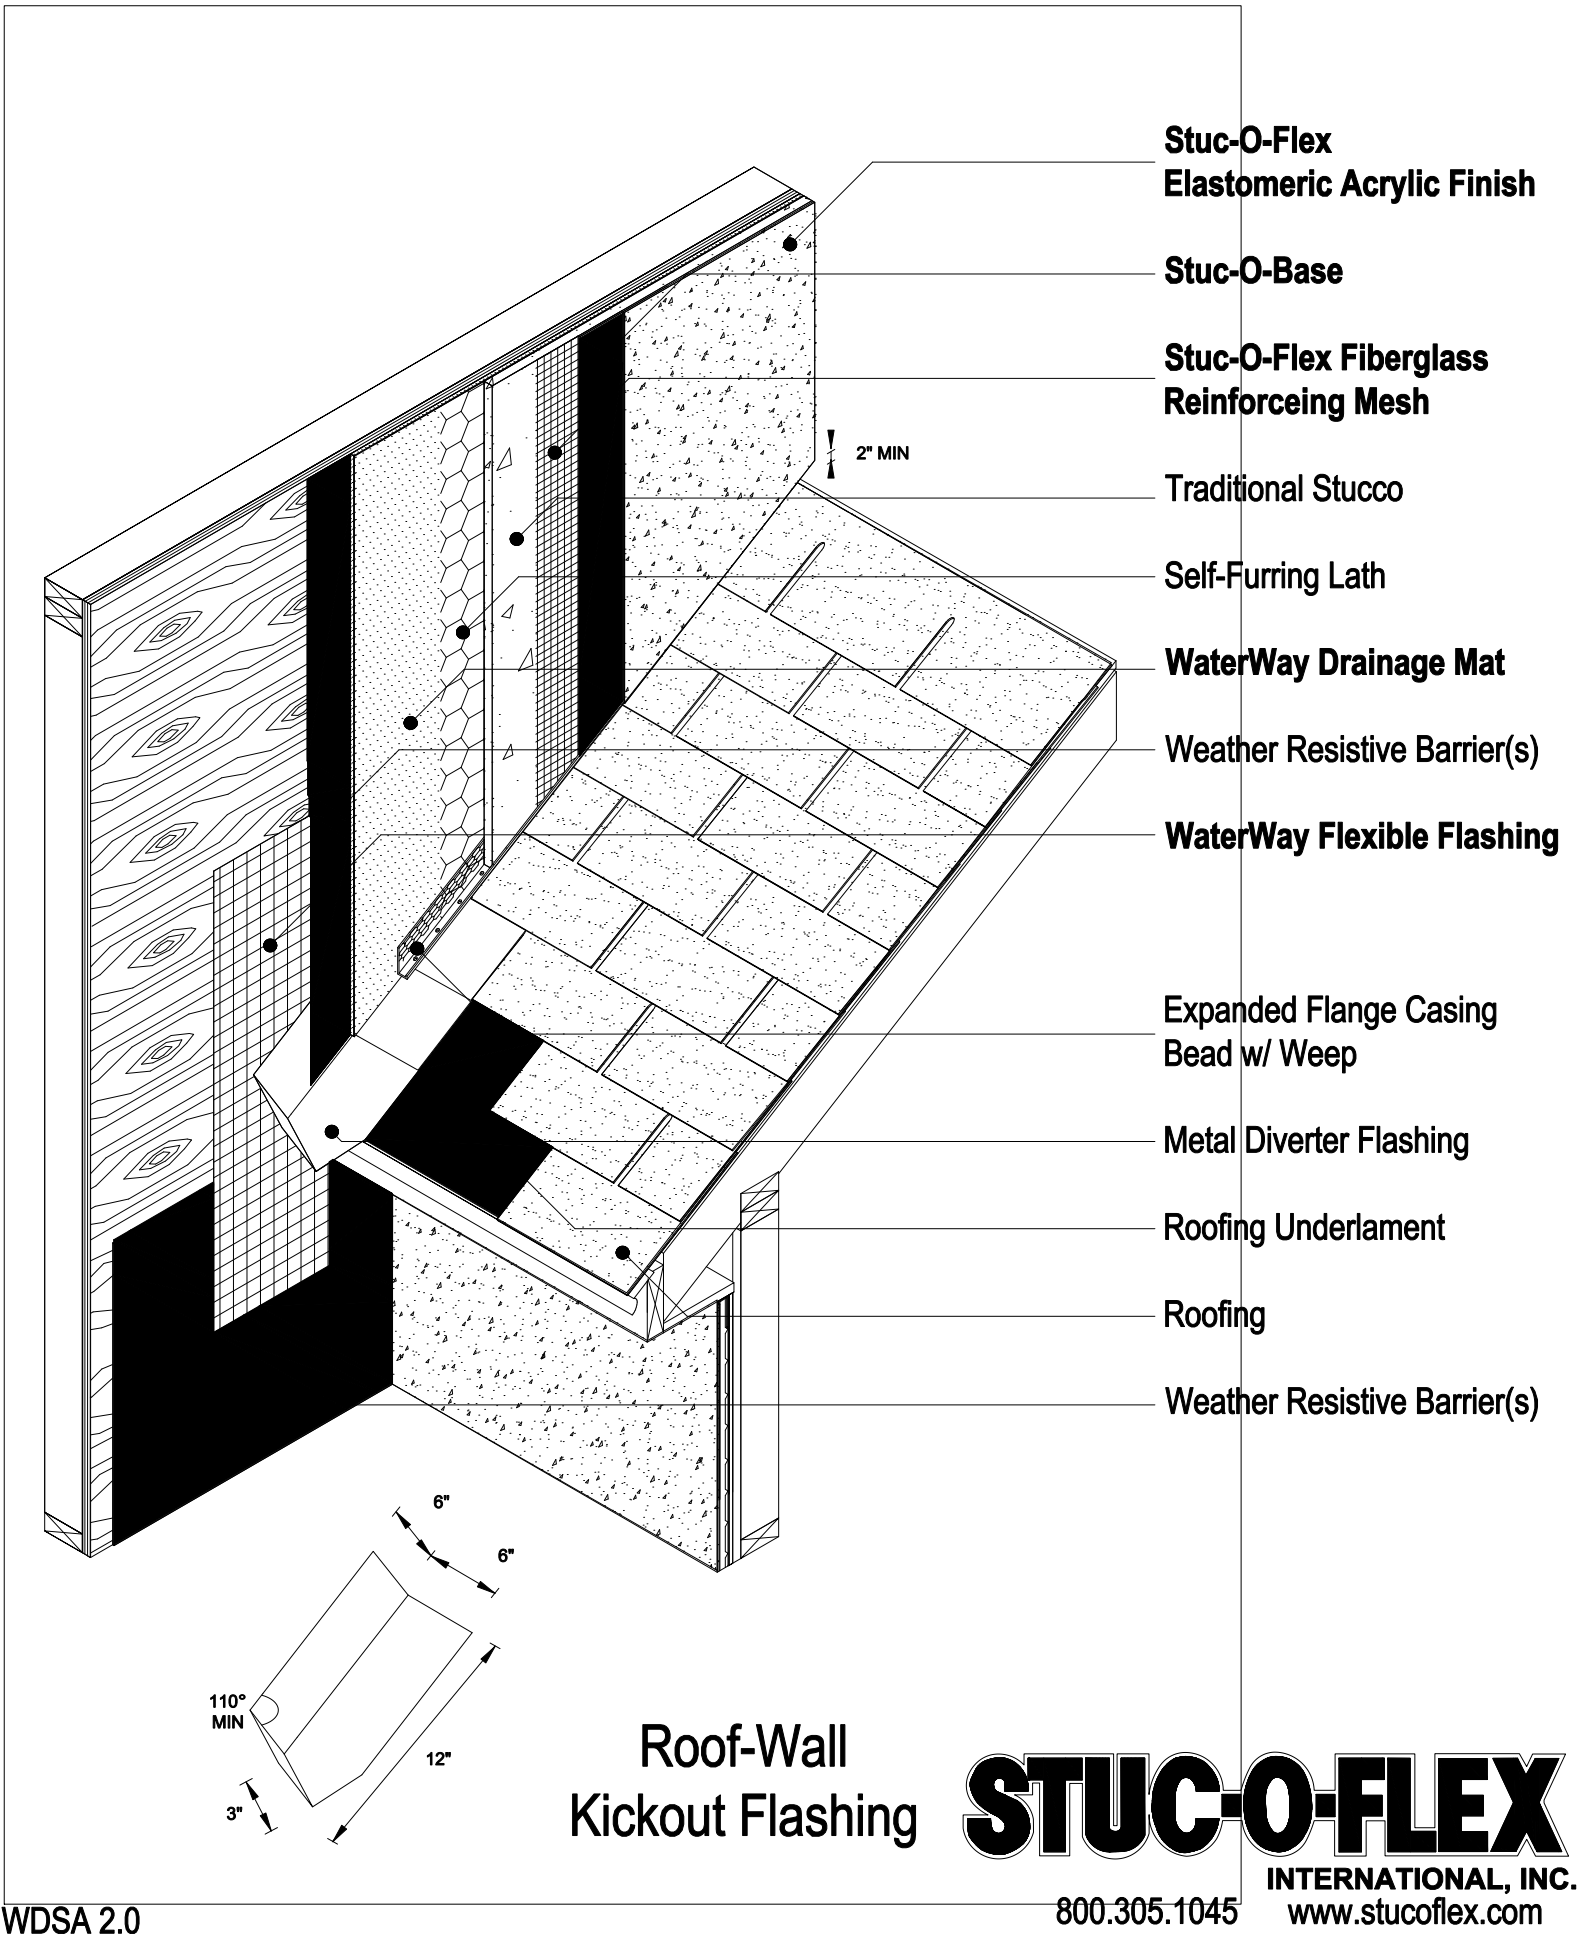 Stuc-O-Flex
Elastomeric Acrylic Finish
Stuc-O-Base
Stuc-O-Flex Fiberglass
Reinforceing Mesh
2" MIN
Traditional Stucco
Self-Furring Lath
WaterWay Drainage Mat
Weather Resistive Barrier(s)
WaterWay Flexible Flashing
Expanded Flange Casing
Bead w/ Weep
Metal Diverter Flashing
Roofing Underlament
Roofing
Weather Resistive Barrier(s)
6"
6"
110°
MIN
12"
3"
Roof-Wall
Kickout Flashing
STUC-O-FLEX
INTERNATIONAL, INC.
800.305.1045
www.stucoflex.com
WDSA 2.0